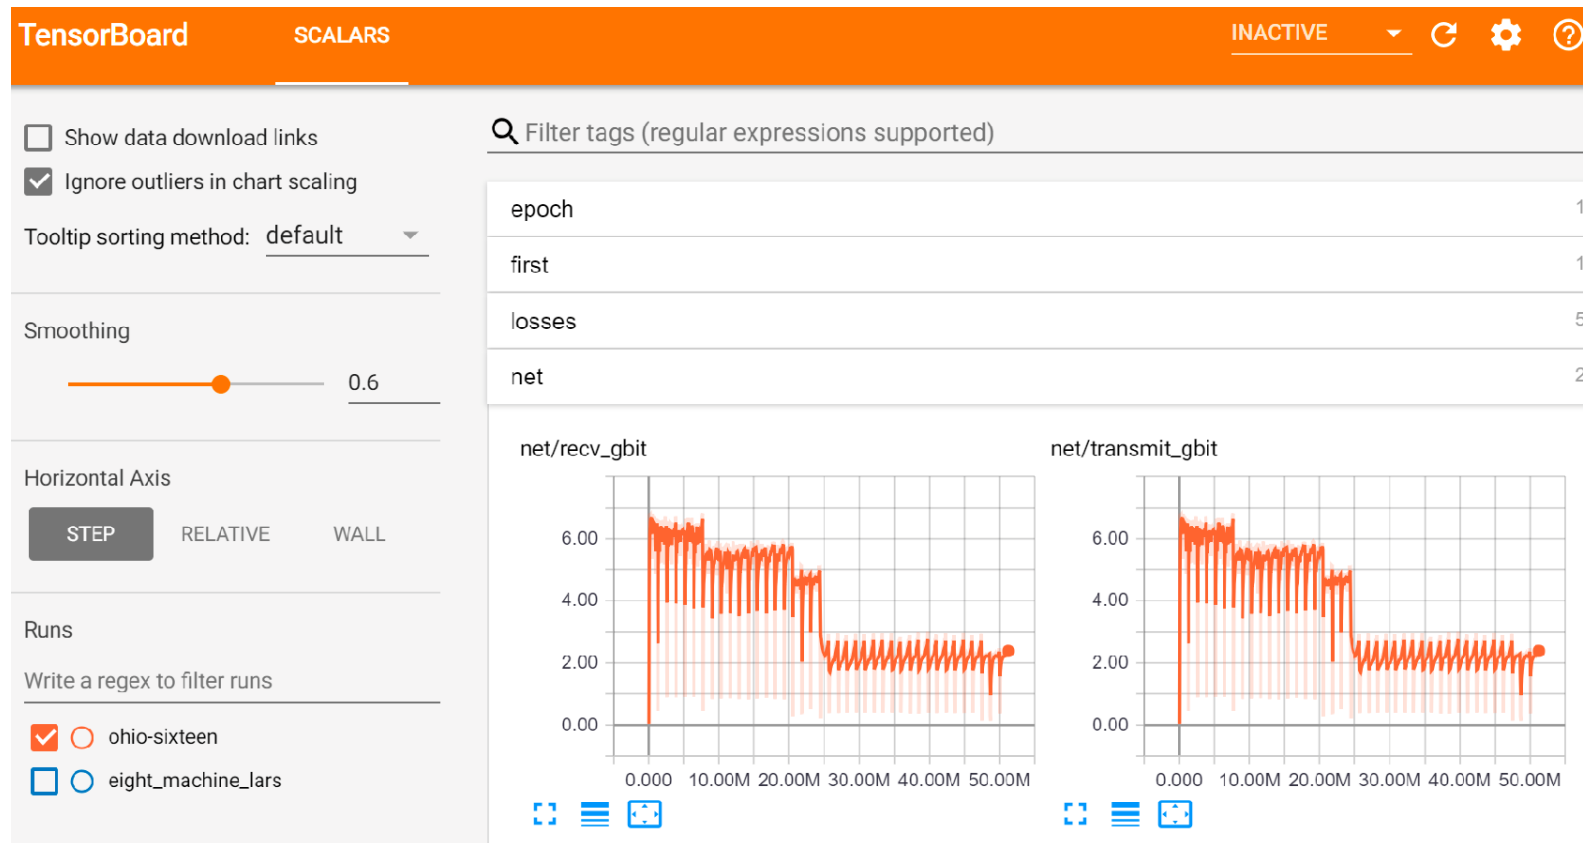 TensorBoard SCALARS INACTIVE
Show data download links
Ignore outliers in chart scaling
Tooltip sorting method: default
Smoothing
0.6
Horizontal Axis
STEP RELATIVE WALL
Runs
Write a regex to filter runs
ohio-sixteen
eight_machine_lars
Filter tags (regular expressions supported)
epoch 1
first 1
losses 5
net 2
net/recv_gbit
6.00
4.00
2.00
0.00
0.000 10.00M 20.00M 30.00M 40.00M 50.00M
net/transmit_gbit
6.00
4.00
2.00
0.00
0.000 10.00M 20.00M 30.00M 40.00M 50.00M